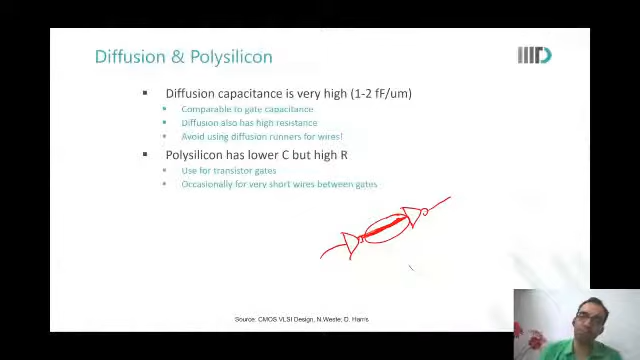 Diffusion & Polysilicon
Diffusion capacitance is very high (1-2 fF/um)
Comparable to gate capacitance
Diffusion also has high resistance
Avoid using diffusion runners for wires!
Polysilicon has lower C but high R
Use for transistor gates
Occasionally for very short wires between gates
Source: CMOS VLSI Design, N.Weste; D. Harris